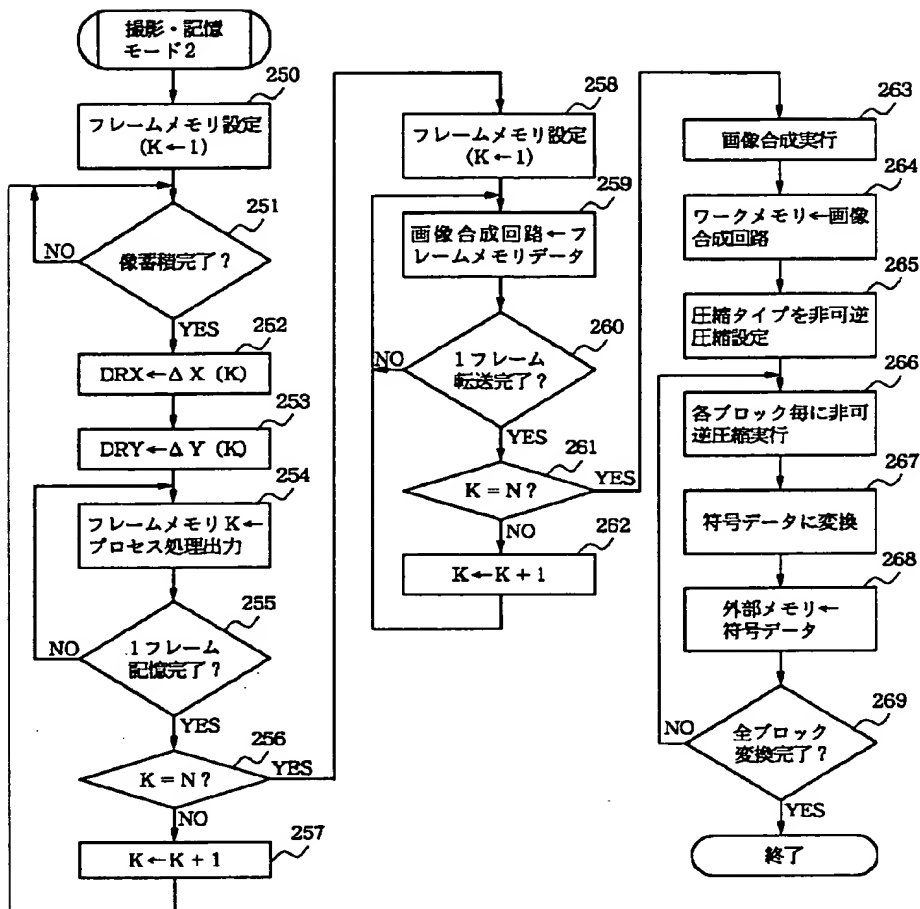 撮影・記憶
モード2
250
フレームメモリ設定
(K←1)
251
像蓄積完了？
NO
YES
252
DRX←ΔX (K)
253
DRY←ΔY (K)
254
フレームメモリK←
プロセス処理出力
255
1フレーム
記憶完了？
NO
YES
256
K＝N？
YES
NO
257
K←K＋1
258
フレームメモリ設定
(K←1)
259
画像合成回路←フ
レームメモリデータ
260
1フレーム
転送完了？
NO
YES
261
K＝N？
YES
NO
262
K←K＋1
263
画像合成実行
264
ワークメモリ←画像
合成回路
265
圧縮タイプを非可逆
圧縮設定
266
各ブロック毎に非可
逆圧縮実行
267
符号データに変換
268
外部メモリ←
符号データ
269
全ブロック
変換完了？
NO
YES
終了